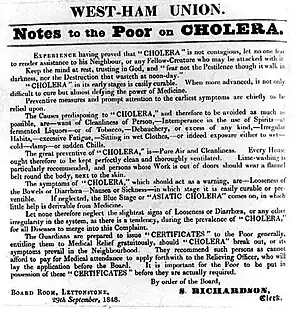 WEST-HAM UNION.
Notes to the Poor on CHOLERA.
EXPERIENCE having proved that "CHOLERA" is not contagious, let no one fear
to render assistance to his Neighbour, or any Fellow-Creature who may be attacked with it
Keep the mind at rest, trusting in God, and "fear not the Pestilence though it walk in
darkness, nor the Destruction that wasteth at noon-day."
"CHOLERA" in its early stages is easily curable. When more advanced, it is not only
difficult to cure but almost defying the power of Medicine.
Preventive measures and prompt attention to the earliest symptoms are chiefly to be
relied upon.
The Causes predisposing to "CHOLERA," and therefore to be avoided as much as
possible, are—want of Cleanliness of Person,—Intemperance in the use of Spirits or
fermented Liquors—or of Tobacco,—Debauchery, or excess of any kind,—Irregular
Habits,—excessive Fatigue,—Sitting in wet Clothes,—or indeed exposure either to wet—
cold—damp—or sudden Chills.
The great preventive of "CHOLERA," is—Pure Air and Cleanliness. Every House
ought therefore to be kept perfectly clean and thoroughly ventilated. Lime-washing is
particularly recommended, and persons whose Work is out of doors should wear a flannel
belt round the body, next to the skin.
The symptoms of "CHOLERA," which should act as a warning, are—Looseness of
the Bowels or Diarrhœa—Nausea or Sickness—in which stage it is easily curable or pre-
ventible. If neglected, the Blue Stage or "ASIATIC CHOLERA" comes on, in which
little help is derivable from Medicine.
Let none therefore neglect the slightest signs of Looseness or Diarrhœa, or any other
irregularity in the system, as there is a tendency, during the prevalence of "CHOLERA,"
for all Diseases to merge into this Complaint.
The Guardians are prepared to issue "CERTIFICATES" to the Poor generally,
entitling them to Medical Relief gratuitously, should "CHOLERA" break out, or its
symptoms prevail in the Neighbourhood. They recommend such persons as cannot
afford to pay for Medical attendance to apply forthwith to the Relieving Officer, who will
lay the application before the Board. It is important for the Poor to be put in
possession of these "CERTIFICATES" before they are actually required.
By order of the Board,
S. RICHARDSON,
Clerk.
BOARD ROOM, LEYTONSTONE,
29th September, 1848.